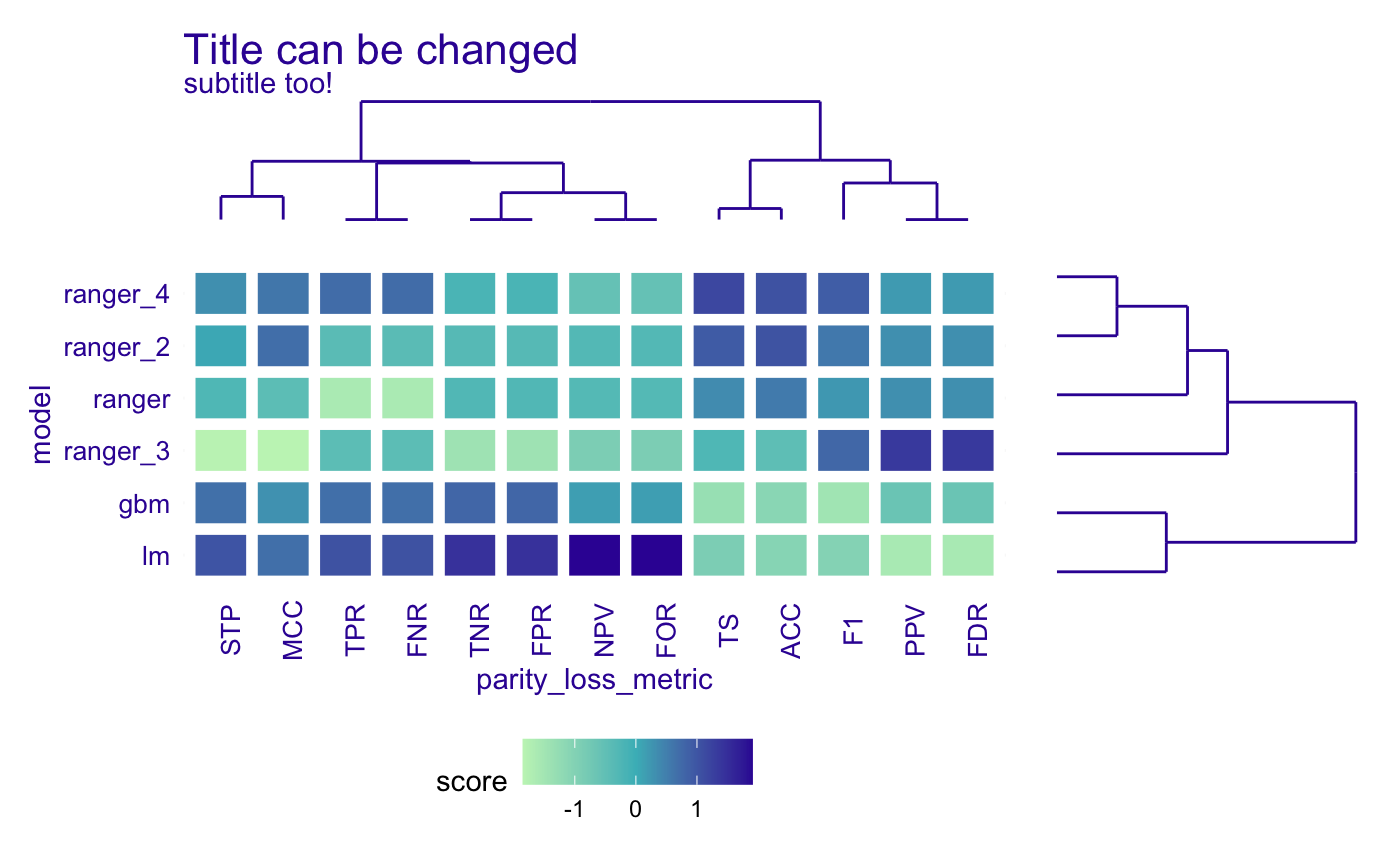 Title can be changed
subtitle too!
model
ranger_4
ranger_2
ranger
ranger_3
gbm
lm
STP MCC TPR FNR TNR FPR NPV FOR TS ACC F1 PPV FDR
parity_loss_metric
score
-1 0 1